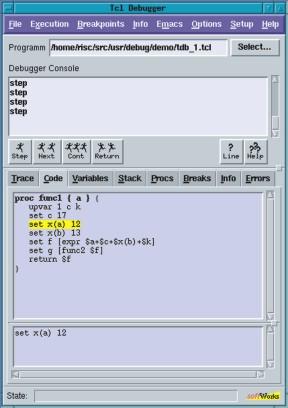 Tcl Debugger
File Execution Breakpoints Info Emacs Options Setup Help
Programm /home/risc/src/usr/debug/demo/tdb_1.tcl Select...
Debugger Console
step
step
step
step
Step Next Cont Return Line Help
Trace Code Variables Stack Procs Breaks Info Errors
proc func1 { a } {
upvar 1 c k
set c 17
set x(a) 12
set x(b) 13
set f [expr $a+$c+$x(b)+$k]
set g [func2 $f]
return $f
}
set x(a) 12
State: softWorks